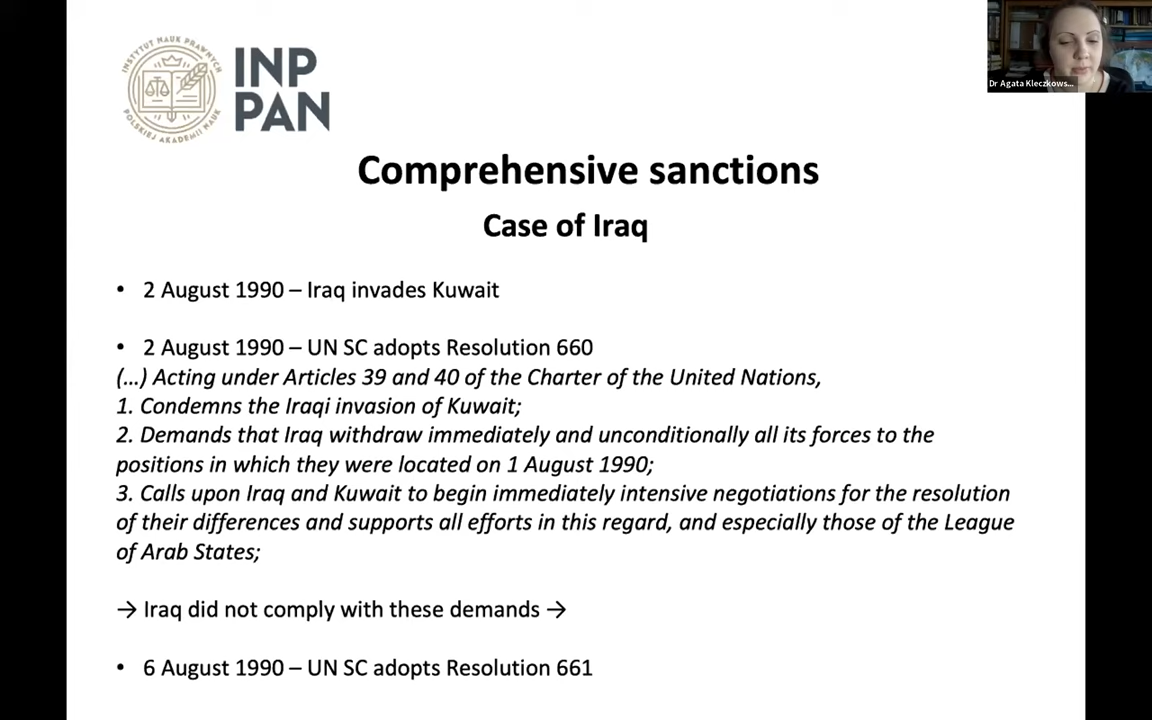 INSTYTUT NAUK PRAWNYCH
POLSKIEJ AKADEMII NAUK
INP
PAN
Dr Agata Kleczkows...
Comprehensive sanctions
Case of Iraq
• 2 August 1990 – Iraq invades Kuwait
• 2 August 1990 – UN SC adopts Resolution 660
(...) Acting under Articles 39 and 40 of the Charter of the United Nations,
1. Condemns the Iraqi invasion of Kuwait;
2. Demands that Iraq withdraw immediately and unconditionally all its forces to the
positions in which they were located on 1 August 1990;
3. Calls upon Iraq and Kuwait to begin immediately intensive negotiations for the resolution
of their differences and supports all efforts in this regard, and especially those of the League
of Arab States;
→ Iraq did not comply with these demands →
• 6 August 1990 – UN SC adopts Resolution 661